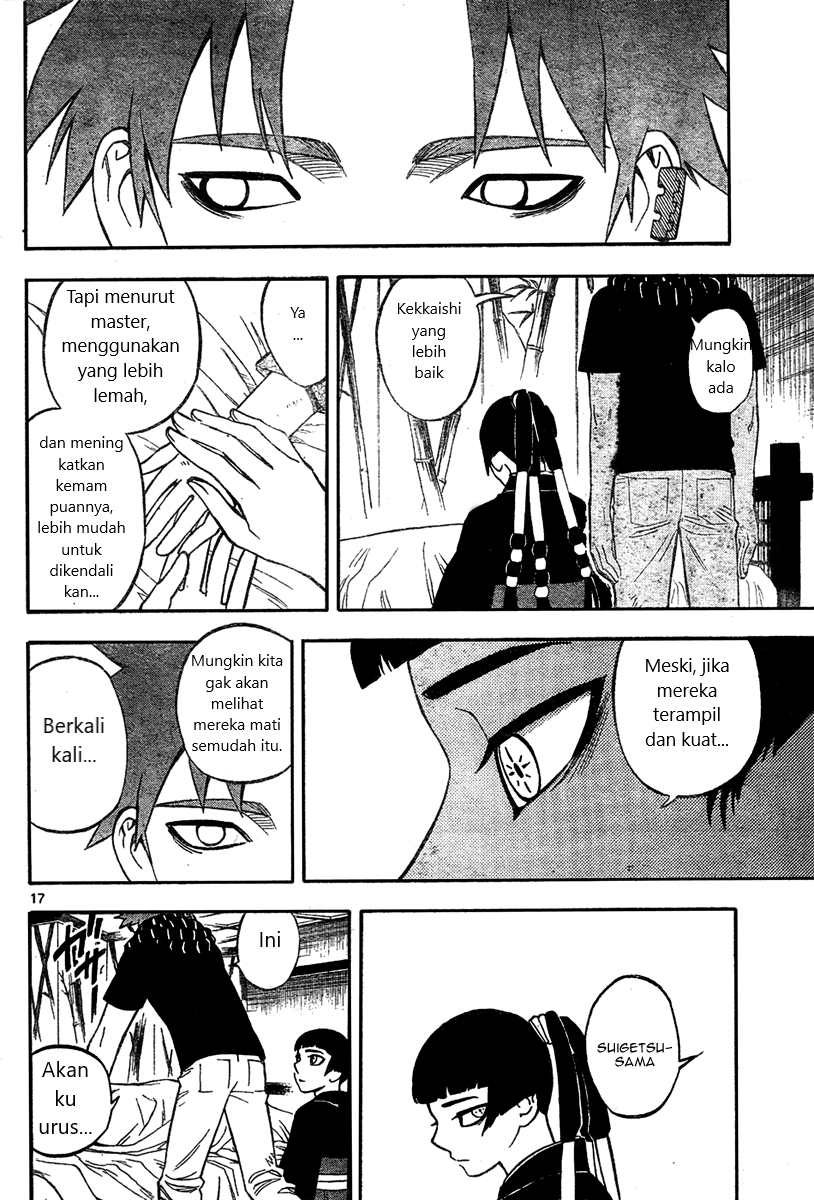 Mungkin
kalo
ada
Kekkaishi
yang
lebih
baik
Ya
...
Tapi menurut
master,
menggunakan
yang lebih
lemah,
dan mening
katkan
kemam
puannya,
lebih mudah
untuk
dikendali
kan...
Meski, jika
mereka
terampil
dan kuat...
Mungkin kita
gak akan
melihat
mereka mati
semudah itu.
Berkali
kali...
17
SUIGETSU-
SAMA
Ini
Akan
ku
urus...